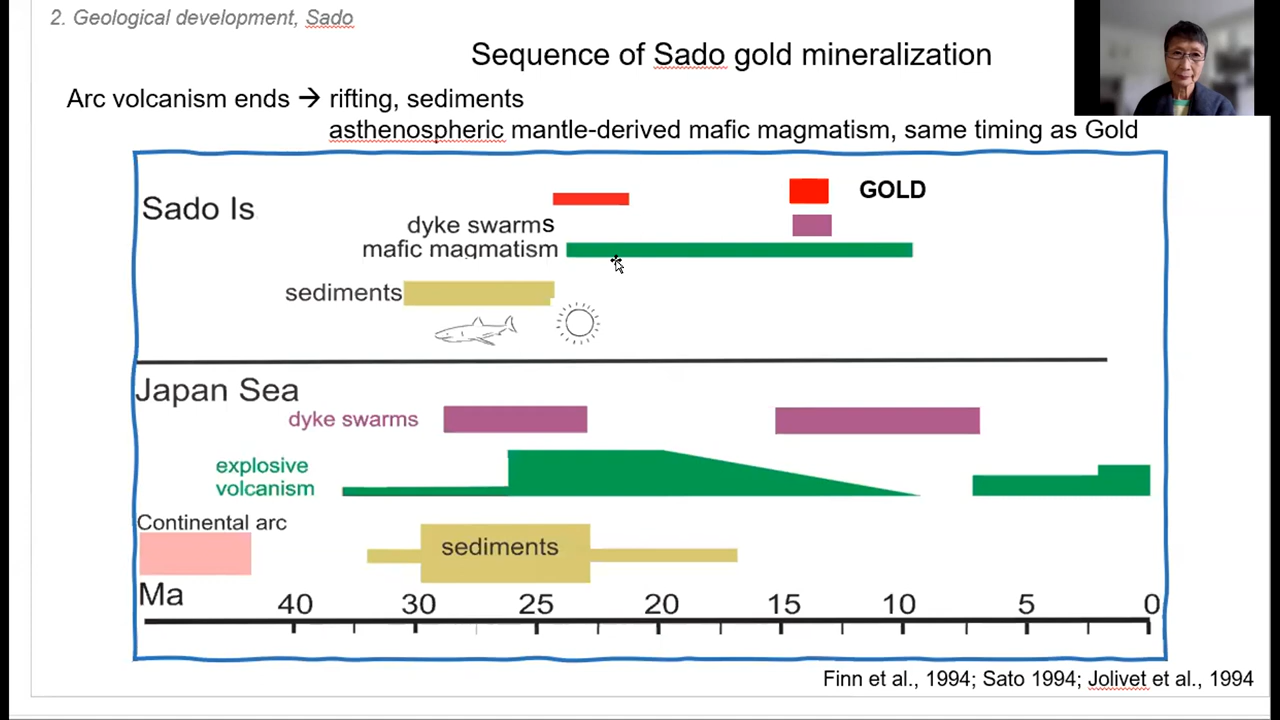 2. Geological development, Sado
Sequence of Sado gold mineralization
Arc volcanism ends → rifting, sediments
asthenospheric mantle-derived mafic magmatism, same timing as Gold
Sado Is
GOLD
dyke swarms
mafic magmatism
sediments
Japan Sea
dyke swarms
explosive
volcanism
Continental arc
sediments
Ma
40 30 25 20 15 10 5 0
Finn et al., 1994; Sato 1994; Jolivet et al., 1994